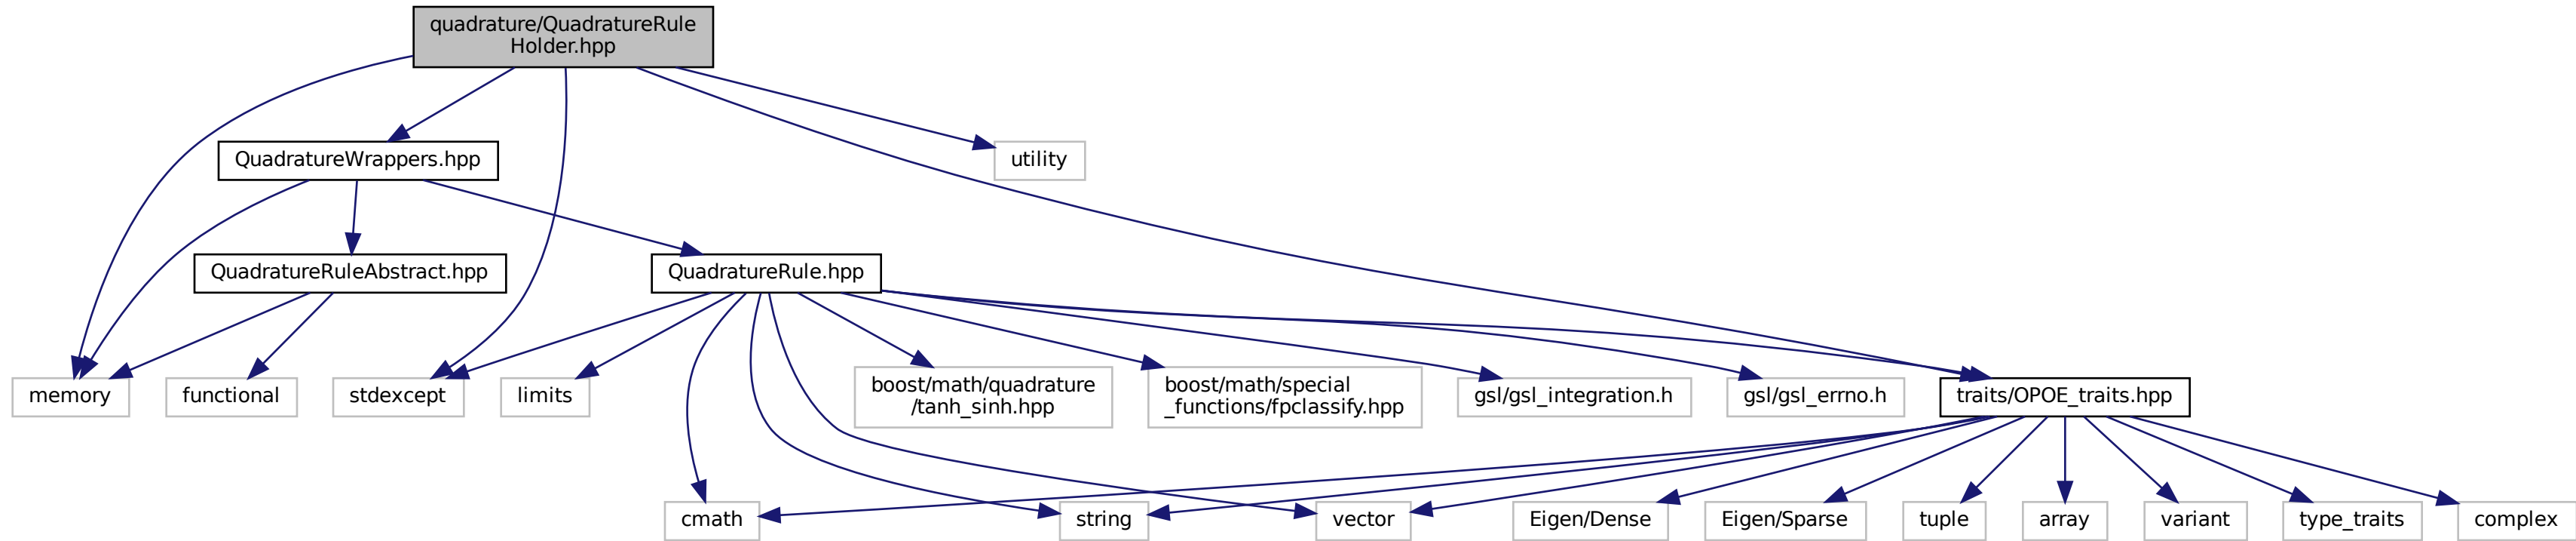 quadrature/QuadratureRule
Holder.hpp
QuadratureWrappers.hpp
utility
QuadratureRuleAbstract.hpp
QuadratureRule.hpp
memory
functional
stdexcept
limits
boost/math/quadrature
/tanh_sinh.hpp
boost/math/special
_functions/fpclassify.hpp
gsl/gsl_integration.h
gsl/gsl_errno.h
traits/OPOE_traits.hpp
cmath
string
vector
Eigen/Dense
Eigen/Sparse
tuple
array
variant
type_traits
complex